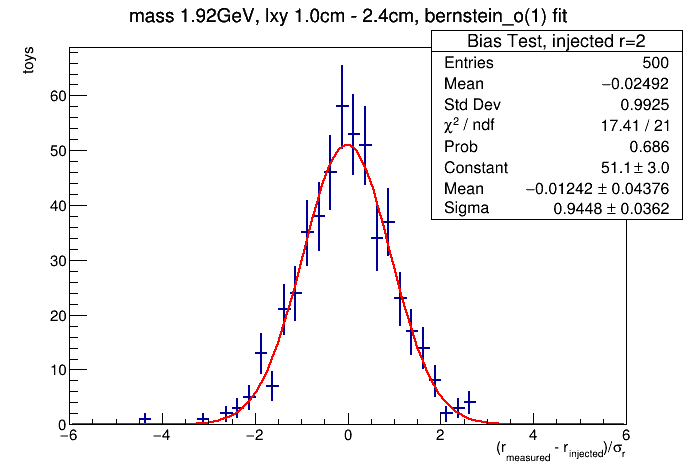 mass 1.92GeV, lxy 1.0cm - 2.4cm, bernstein_o(1) fit
toys
Bias Test, injected r=2
Entries 500
Mean −0.02492
Std Dev 0.9925
χ² / ndf 17.41 / 21
Prob 0.686
Constant 51.1 ± 3.0
Mean −0.01242 ± 0.04376
Sigma 0.9448 ± 0.0362
60
50
40
30
20
10
0
−6 −4 −2 0 2 4 6
(r_measured - r_injected)/σ_r